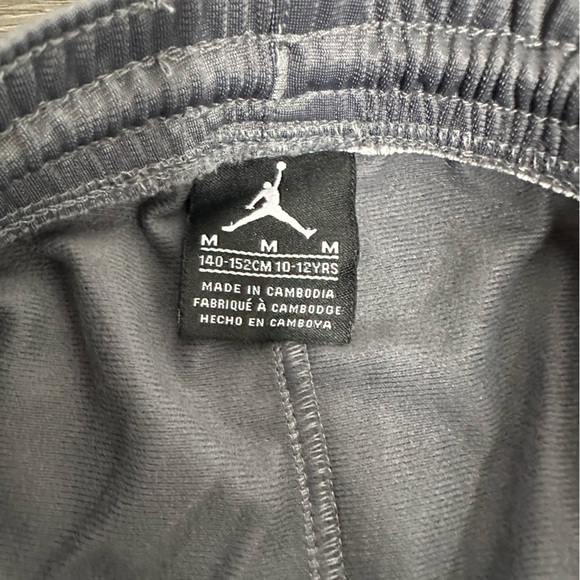 M M M
140-152CM 10-12YRS
MADE IN CAMBODIA
FABRIQUÉ À CAMBODGE
HECHO EN CAMBOYA